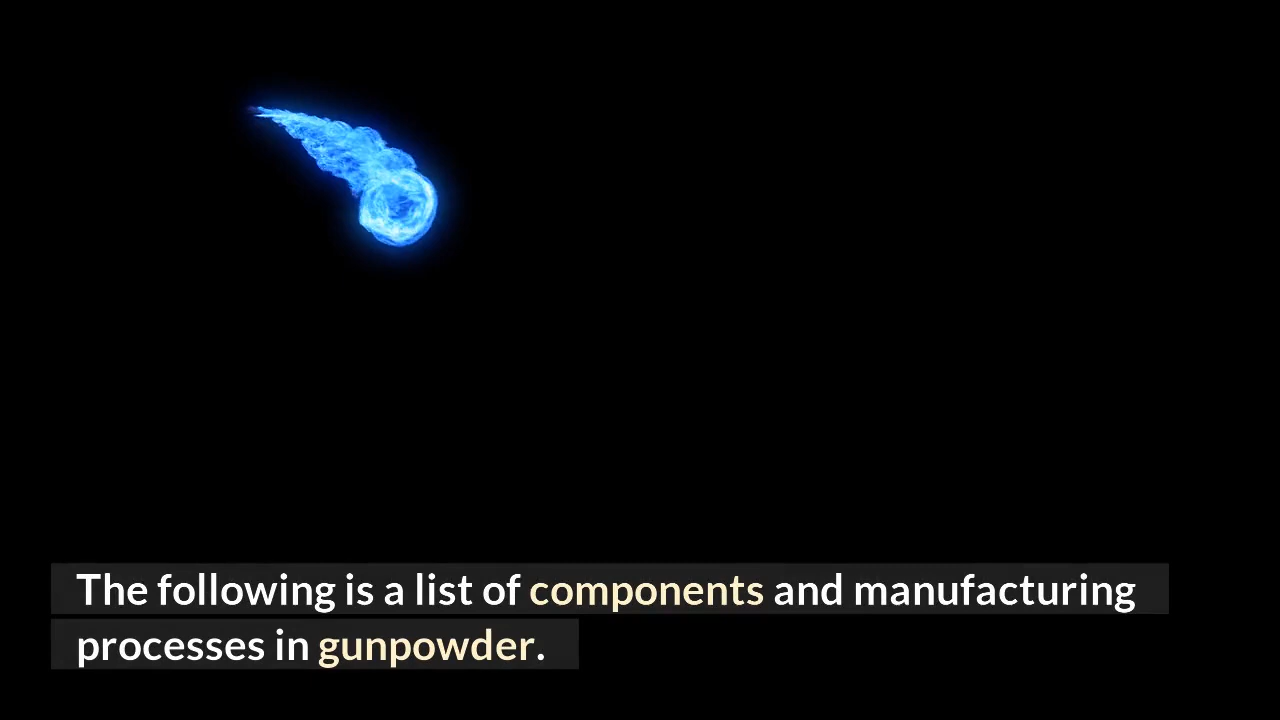 The following is a list of components and manufacturing
processes in gunpowder.